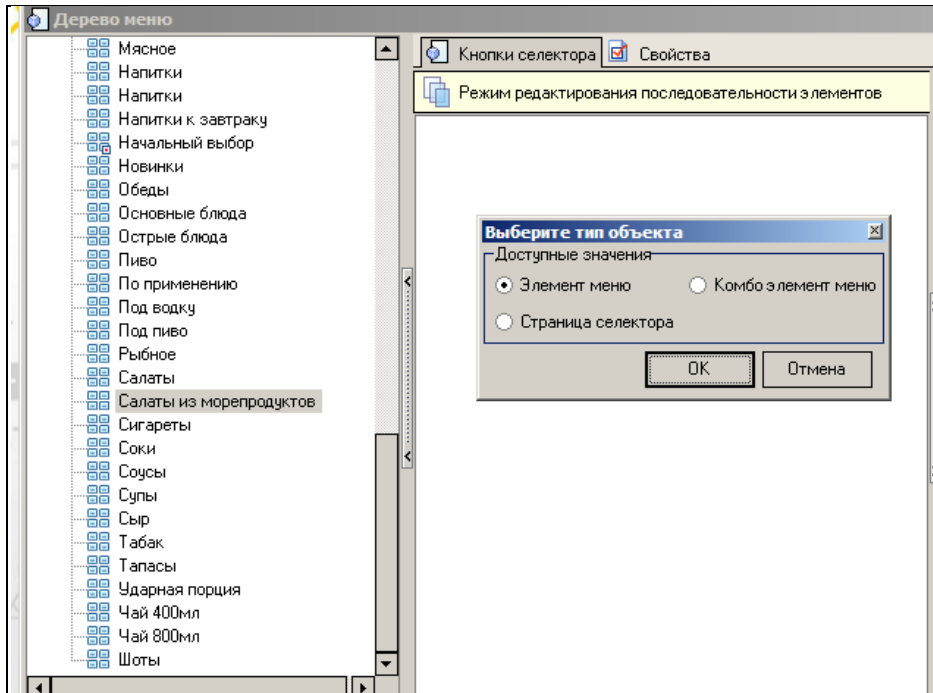 Дерево меню
Мясное
Напитки
Напитки
Напитки к завтраку
Начальный выбор
Новинки
Обеды
Основные блюда
Острые блюда
Пиво
По применению
Под водку
Под пиво
Рыбное
Салаты
Салаты из морепродуктов
Сигареты
Соки
Соусы
Супы
Сыр
Табак
Тапасы
Ударная порция
Чай 400мл
Чай 800мл
Шоты
Кнопки селектора Свойства
Режим редактирования последовательности элементов
Выберите тип объекта
Доступные значения
Элемент меню Комбо элемент меню
Страница селектора
ОК Отмена